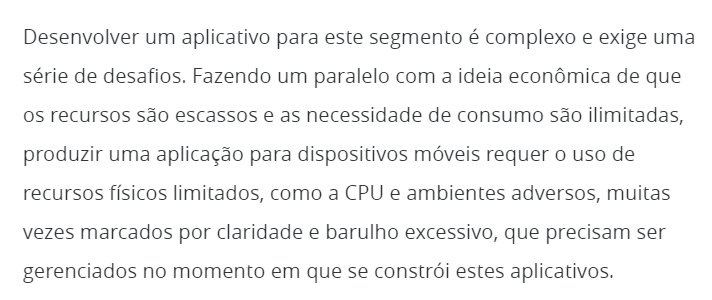 Desenvolver um aplicativo para este segmento é complexo e exige uma
série de desafios. Fazendo um paralelo com a ideia econômica de que
os recursos são escassos e as necessidade de consumo são ilimitadas,
produzir uma aplicação para dispositivos móveis requer o uso de
recursos físicos limitados, como a CPU e ambientes adversos, muitas
vezes marcados por claridade e barulho excessivo, que precisam ser
gerenciados no momento em que se constrói estes aplicativos.